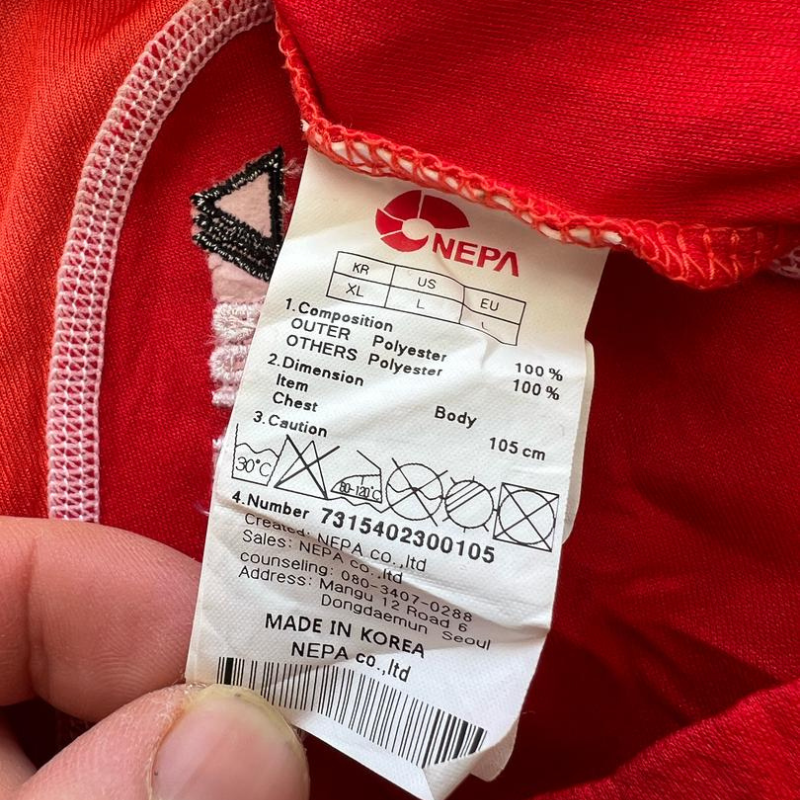 NEPA
KR US EU
XL L L
1.Composition
OUTER Polyester 100 %
OTHERS Polyester 100 %
2.Dimension
Item Body
Chest 105 cm
3.Caution
30°C 80-120°C
4.Number 7315402300105
Created: NEPA co.,ltd
Sales: NEPA co.,ltd
counseling: 080-3407-0288
Address: Mangu 12 Road 6
Dongdaemun Seoul
MADE IN KOREA
NEPA co.,ltd